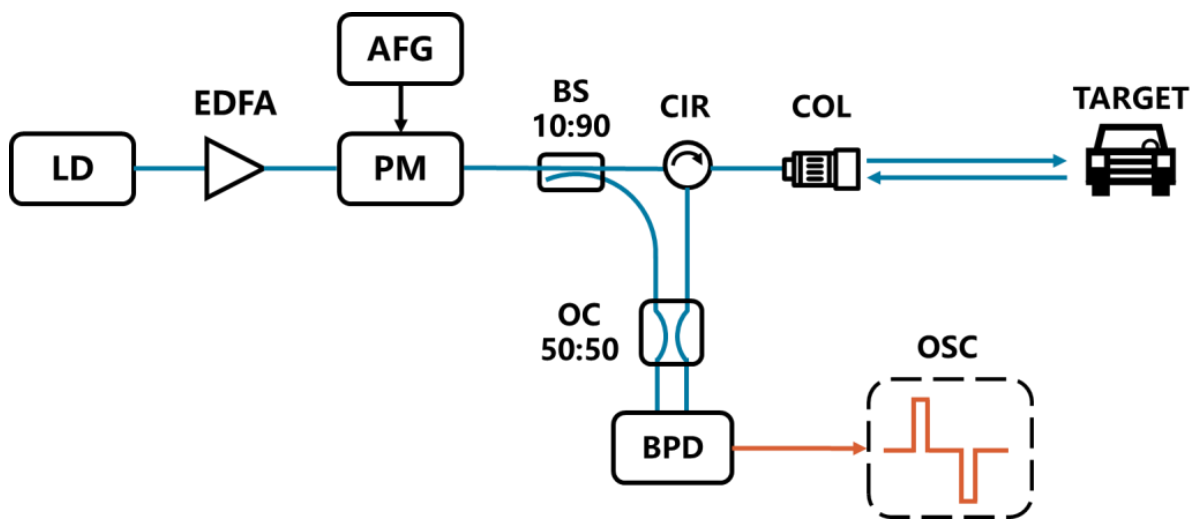 AFG
EDFA
BS
10:90
CIR
COL
TARGET
LD
PM
OC
50:50
OSC
BPD